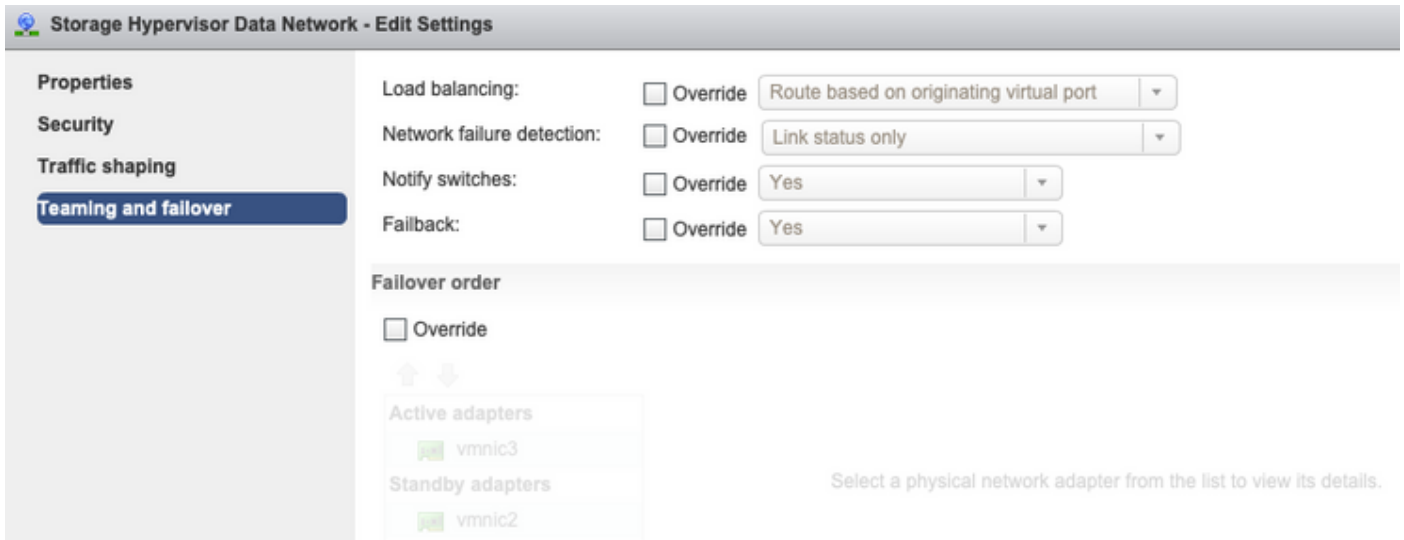 Storage Hypervisor Data Network - Edit Settings
Properties
Security
Traffic shaping
Teaming and failover
Load balancing: Override Route based on originating virtual port
Network failure detection: Override Link status only
Notify switches: Override Yes
Failback: Override Yes
Failover order
Override
Active adapters
vmnic3
Standby adapters
vmnic2
Select a physical network adapter from the list to view its details.